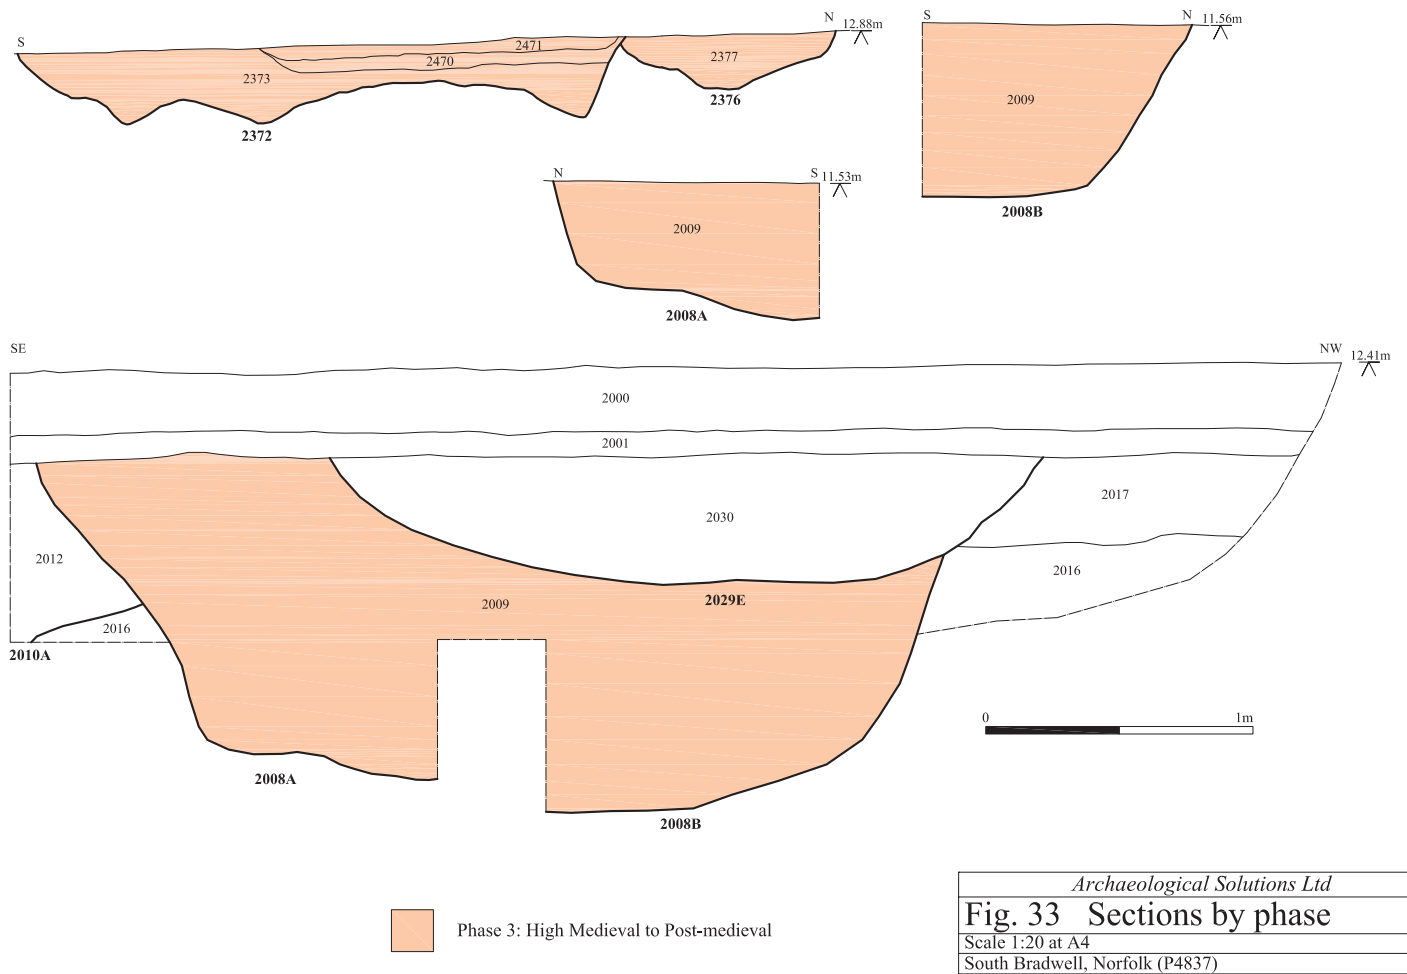 S
N
12.88m
2471
2470
2373
2377
2372
2376
S
N
11.56m
2009
2008B
N
S
11.53m
2009
2008A
SE
NW
12.41m
2000
2001
2017
2030
2012
2016
2029E
2009
2016
2010A
0
1m
2008A
2008B
Phase 3: High Medieval to Post-medieval
Archaeological Solutions Ltd
Fig. 33 Sections by phase
Scale 1:20 at A4
South Bradwell, Norfolk (P4837)